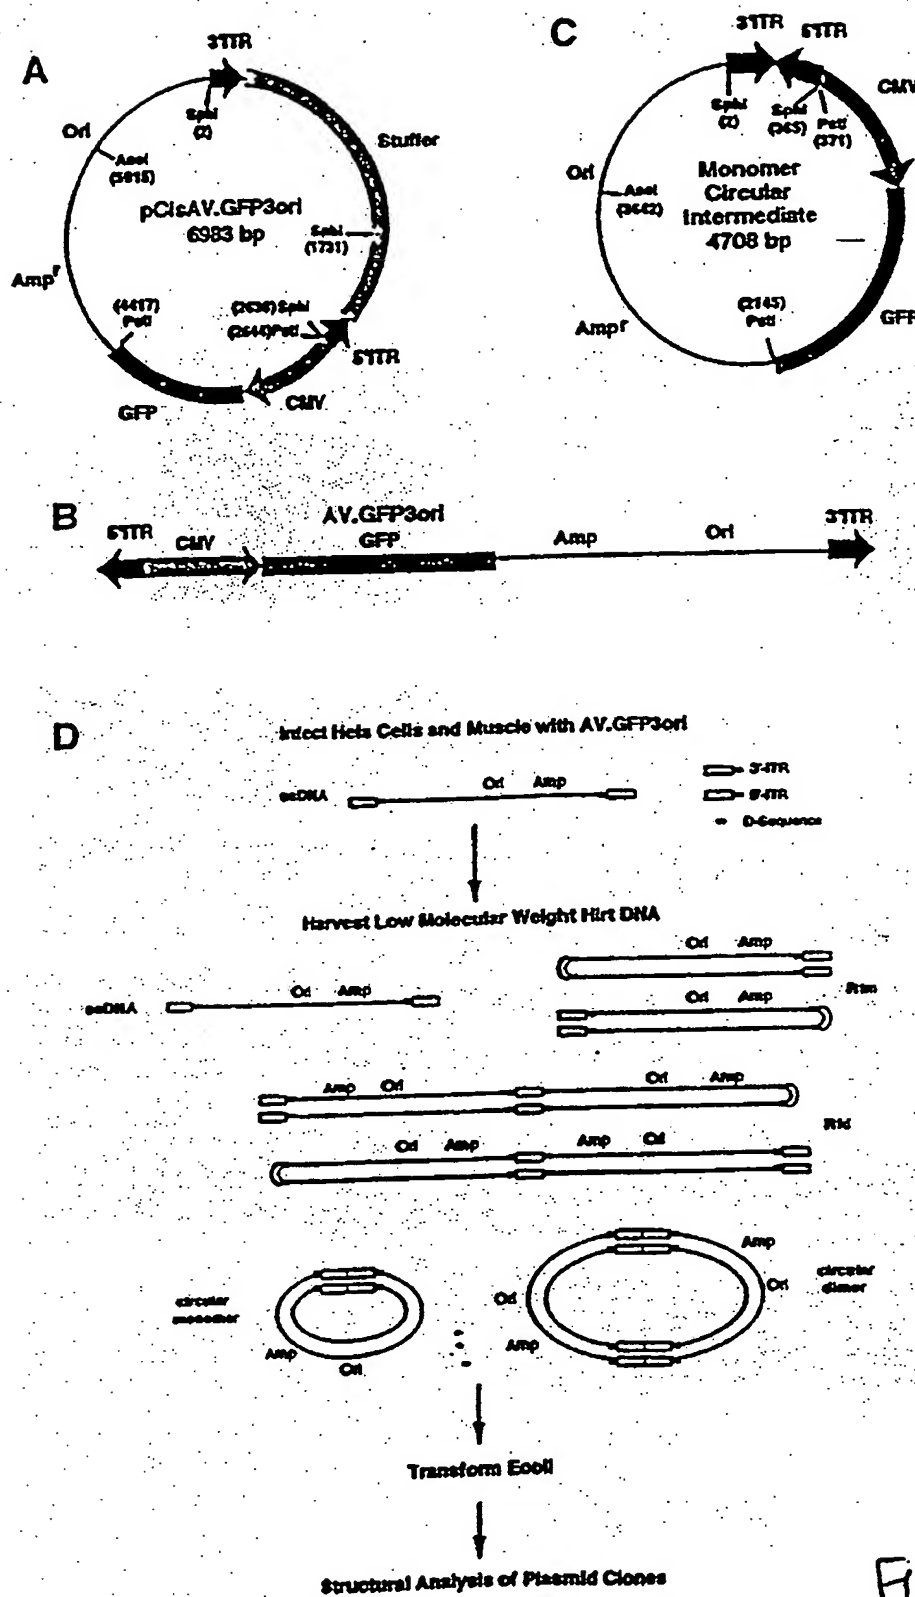 A
3'ITR
SphI
(2)
Ori
AseI
(5915)
Stuffer
pCisAV.GFP3ori
6983 bp
SphI
(1731)
Amp^r
(4417)
PstI
(2636) SphI
(2644) PstI
5'ITR
CMV
GFP
C
3'ITR
5'ITR
CMV
SphI
(2)
SphI
(363)
PstI
(371)
Ori
AseI
(3642)
Monomer
Circular
Intermediate
4708 bp
(2145)
PstI
Amp^r
GFP
B
AV.GFP3ori
5'ITR
CMV
GFP
Amp
Ori
3'ITR
D
Infect Hela Cells and Muscle with AV.GFP3ori
ssDNA
Ori Amp
3'-ITR
5'-ITR
D-Sequence
Harvest Low Molecular Weight Hirt DNA
ssDNA
Ori Amp
Ori Amp
Ori Amp
Rfm
Amp Ori
Ori Amp
Rfd
Ori Amp
Amp Ori
circular
monomer
Amp
Ori
Amp
Ori
Ori
Amp
circular
dimer
Transform Ecoli
Structural Analysis of Plasmid Clones